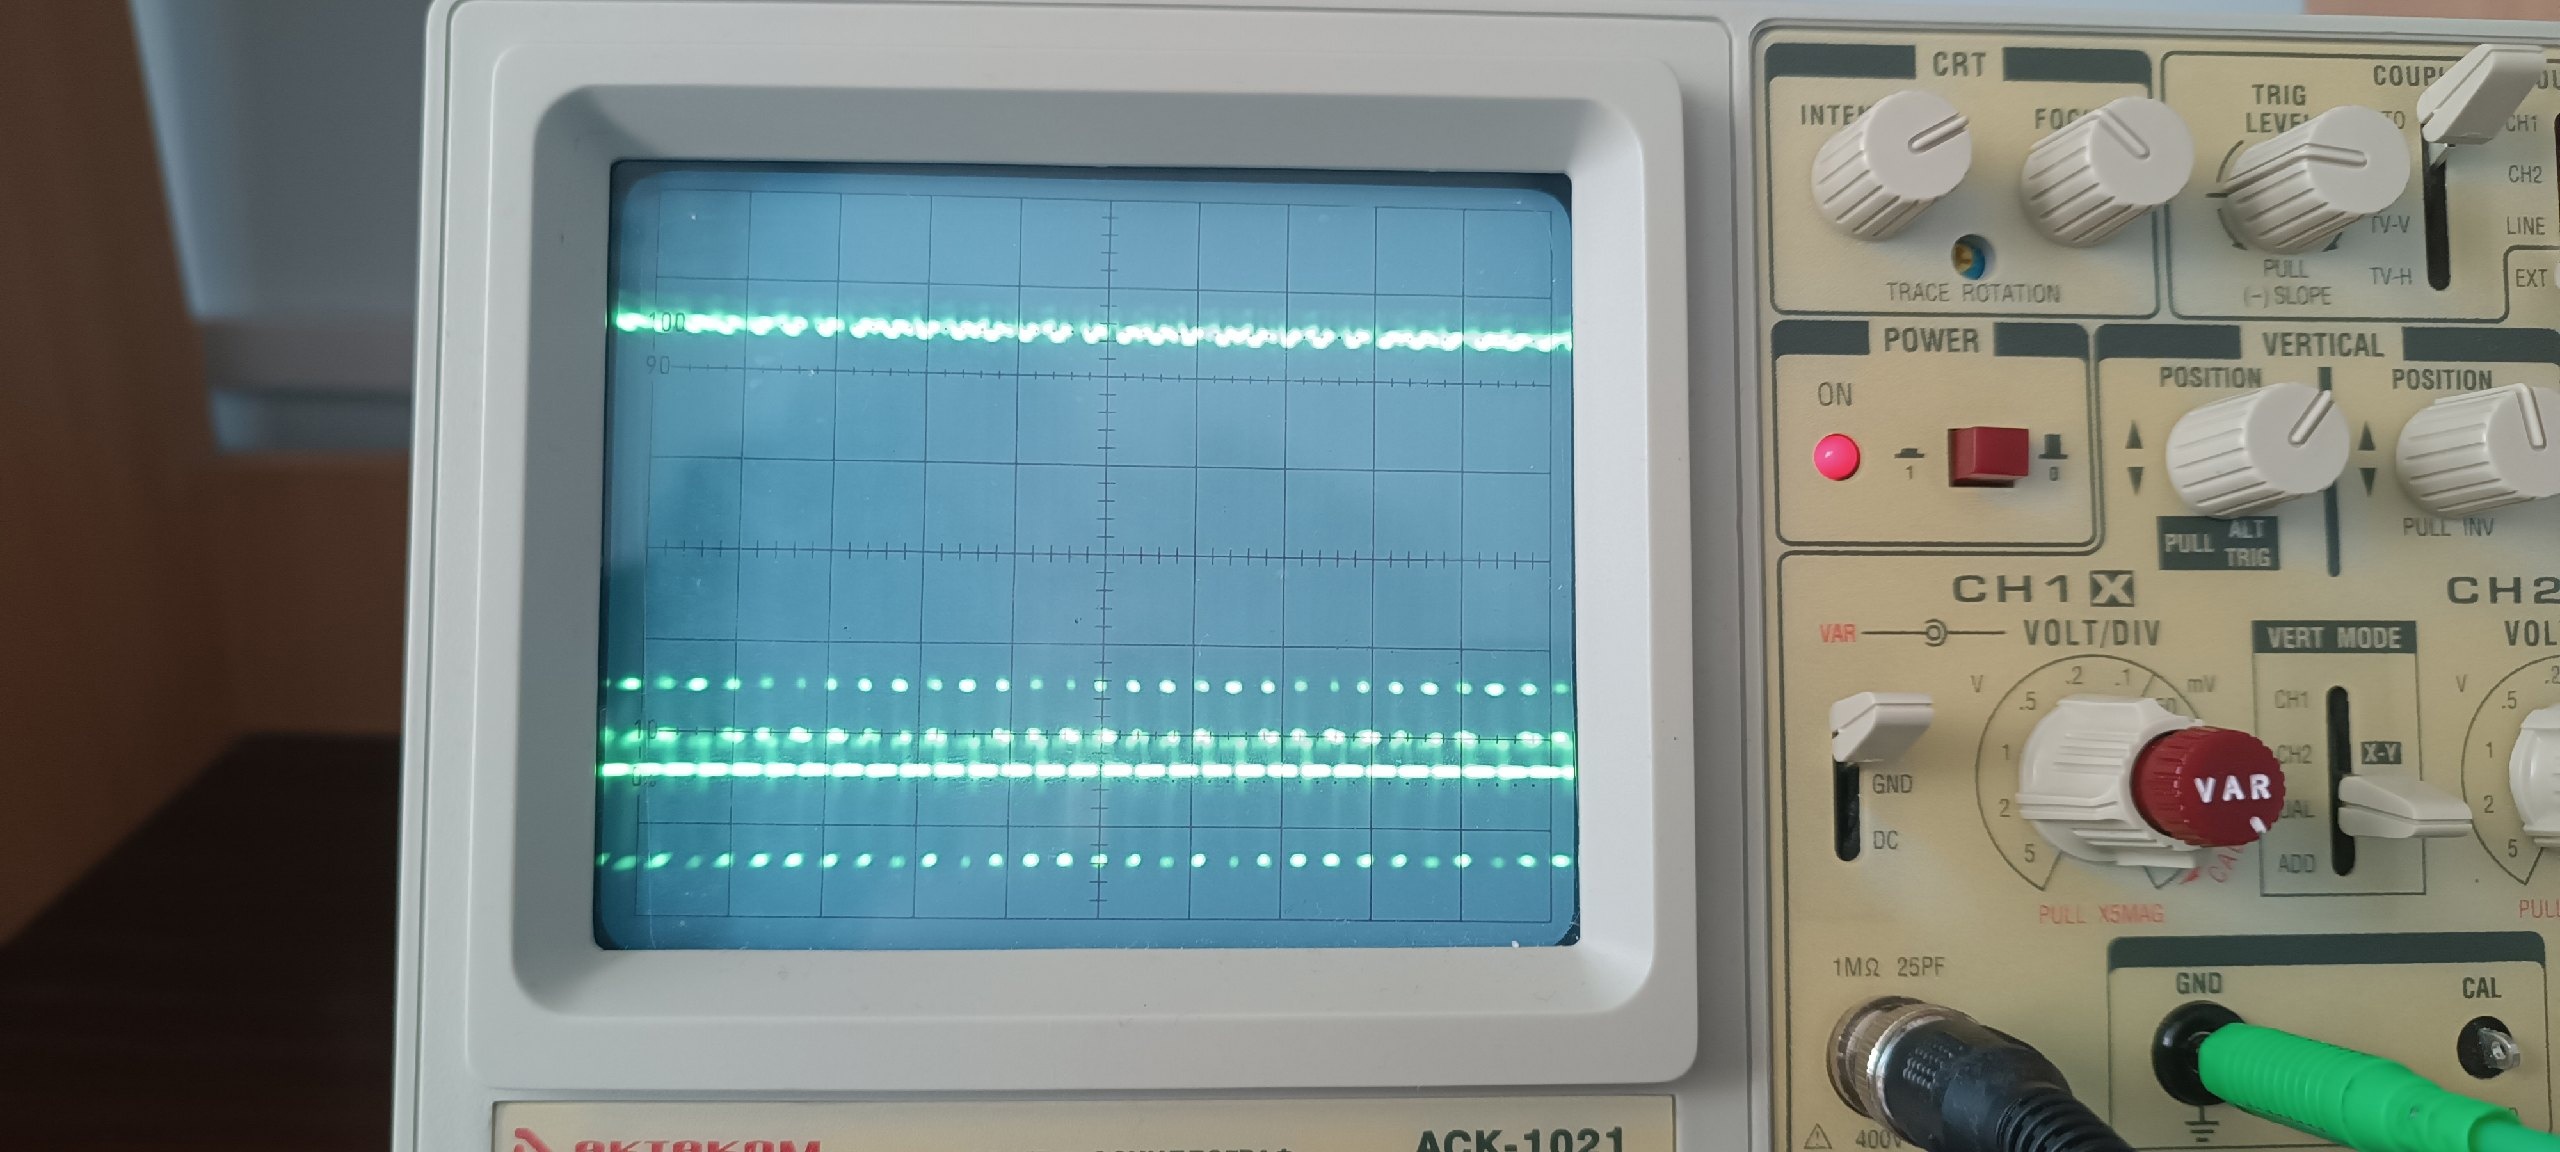 CRT
COUPL
TRIG
LEVEL
INTEN
FOC
TO
CH1
CH2
LINE
TV-V
TV-H
EXT
PULL
(-) SLOPE
TRACE ROTATION
100
90
10
0%
POWER
ON
1
0
VERTICAL
POSITION
POSITION
PULL ALT
TRIG
PULL INV
CH1 X
CH2
VAR
VOLT/DIV
VERT MODE
VOL
V
.5
.2
.1
mV
50
1
2
5
VAR
CAL
PULL X5MAG
GND
DC
CH1
CH2
X-Y
UAL
ADD
V
.5
.2
1
2
5
PULL
1MΩ 25PF
400V
GND
CAL
АКТАКОМ
ОСЦИЛЛОГРАФ
ACK-1021